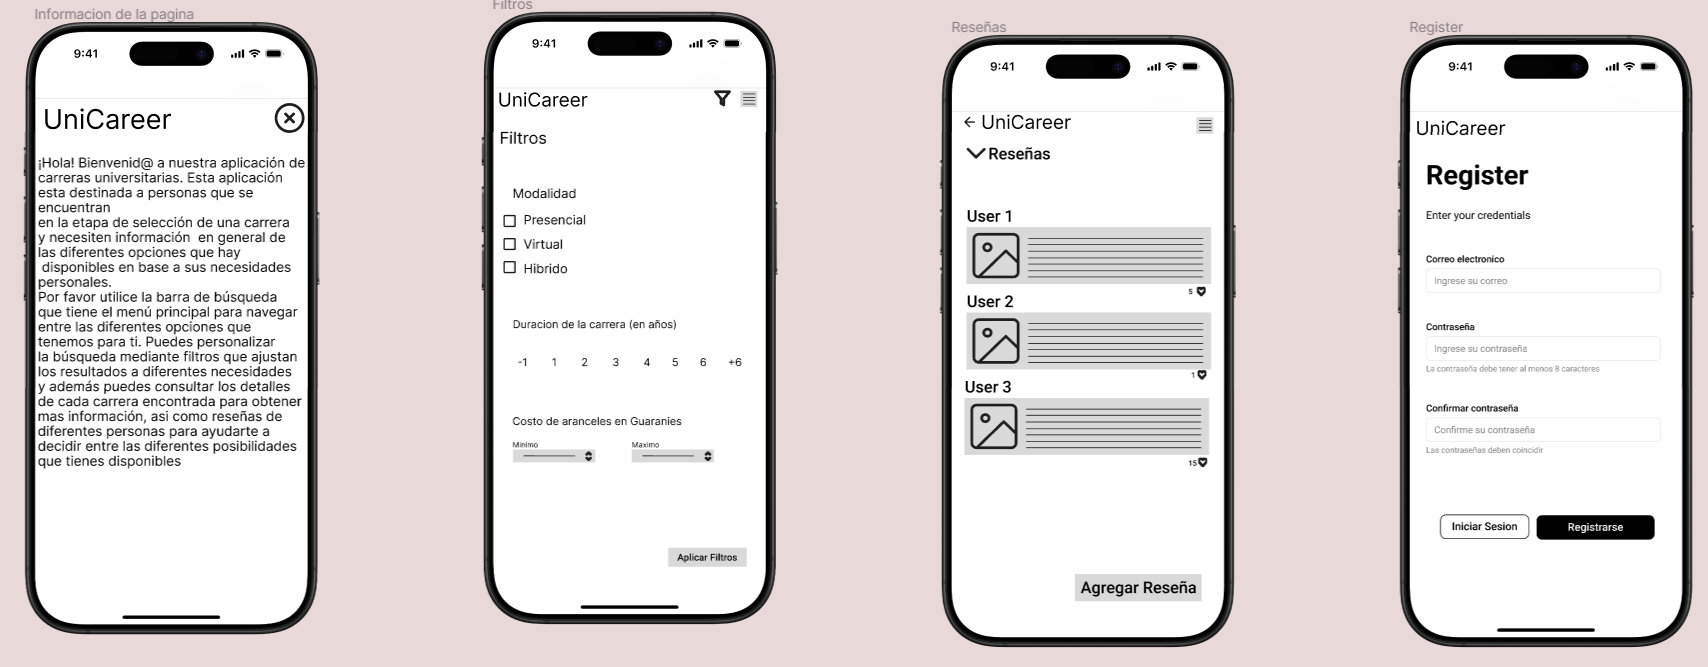 Informacion de la pagina
9:41
UniCareer
¡Hola! Bienvenid@ a nuestra aplicación de
carreras universitarias. Esta aplicación
esta destinada a personas que se
encuentran
en la etapa de selección de una carrera
y necesiten información en general de
las diferentes opciones que hay
disponibles en base a sus necesidades
personales.
Por favor utilice la barra de búsqueda
que tiene el menú principal para navegar
entre las diferentes opciones que
tenemos para ti. Puedes personalizar
la búsqueda mediante filtros que ajustan
los resultados a diferentes necesidades
y además puedes consultar los detalles
de cada carrera encontrada para obtener
mas información, asi como reseñas de
diferentes personas para ayudarte a
decidir entre las diferentes posibilidades
que tienes disponibles
Filtros
9:41
UniCareer
Filtros
Modalidad
Presencial
Virtual
Hibrido
Duracion de la carrera (en años)
-1 1 2 3 4 5 6 +6
Costo de aranceles en Guaranies
Minimo Maximo
Aplicar Filtros
Reseñas
9:41
UniCareer
Reseñas
User 1
5
User 2
1
User 3
15
Agregar Reseña
Register
9:41
UniCareer
Register
Enter your credentials
Correo electronico
Ingrese su correo
Contraseña
Ingrese su contraseña
La contraseña debe tener al menos 8 caracteres
Confirmar contraseña
Confirme su contraseña
Las contraseñas deben coincidir
Iniciar Sesion Registrarse